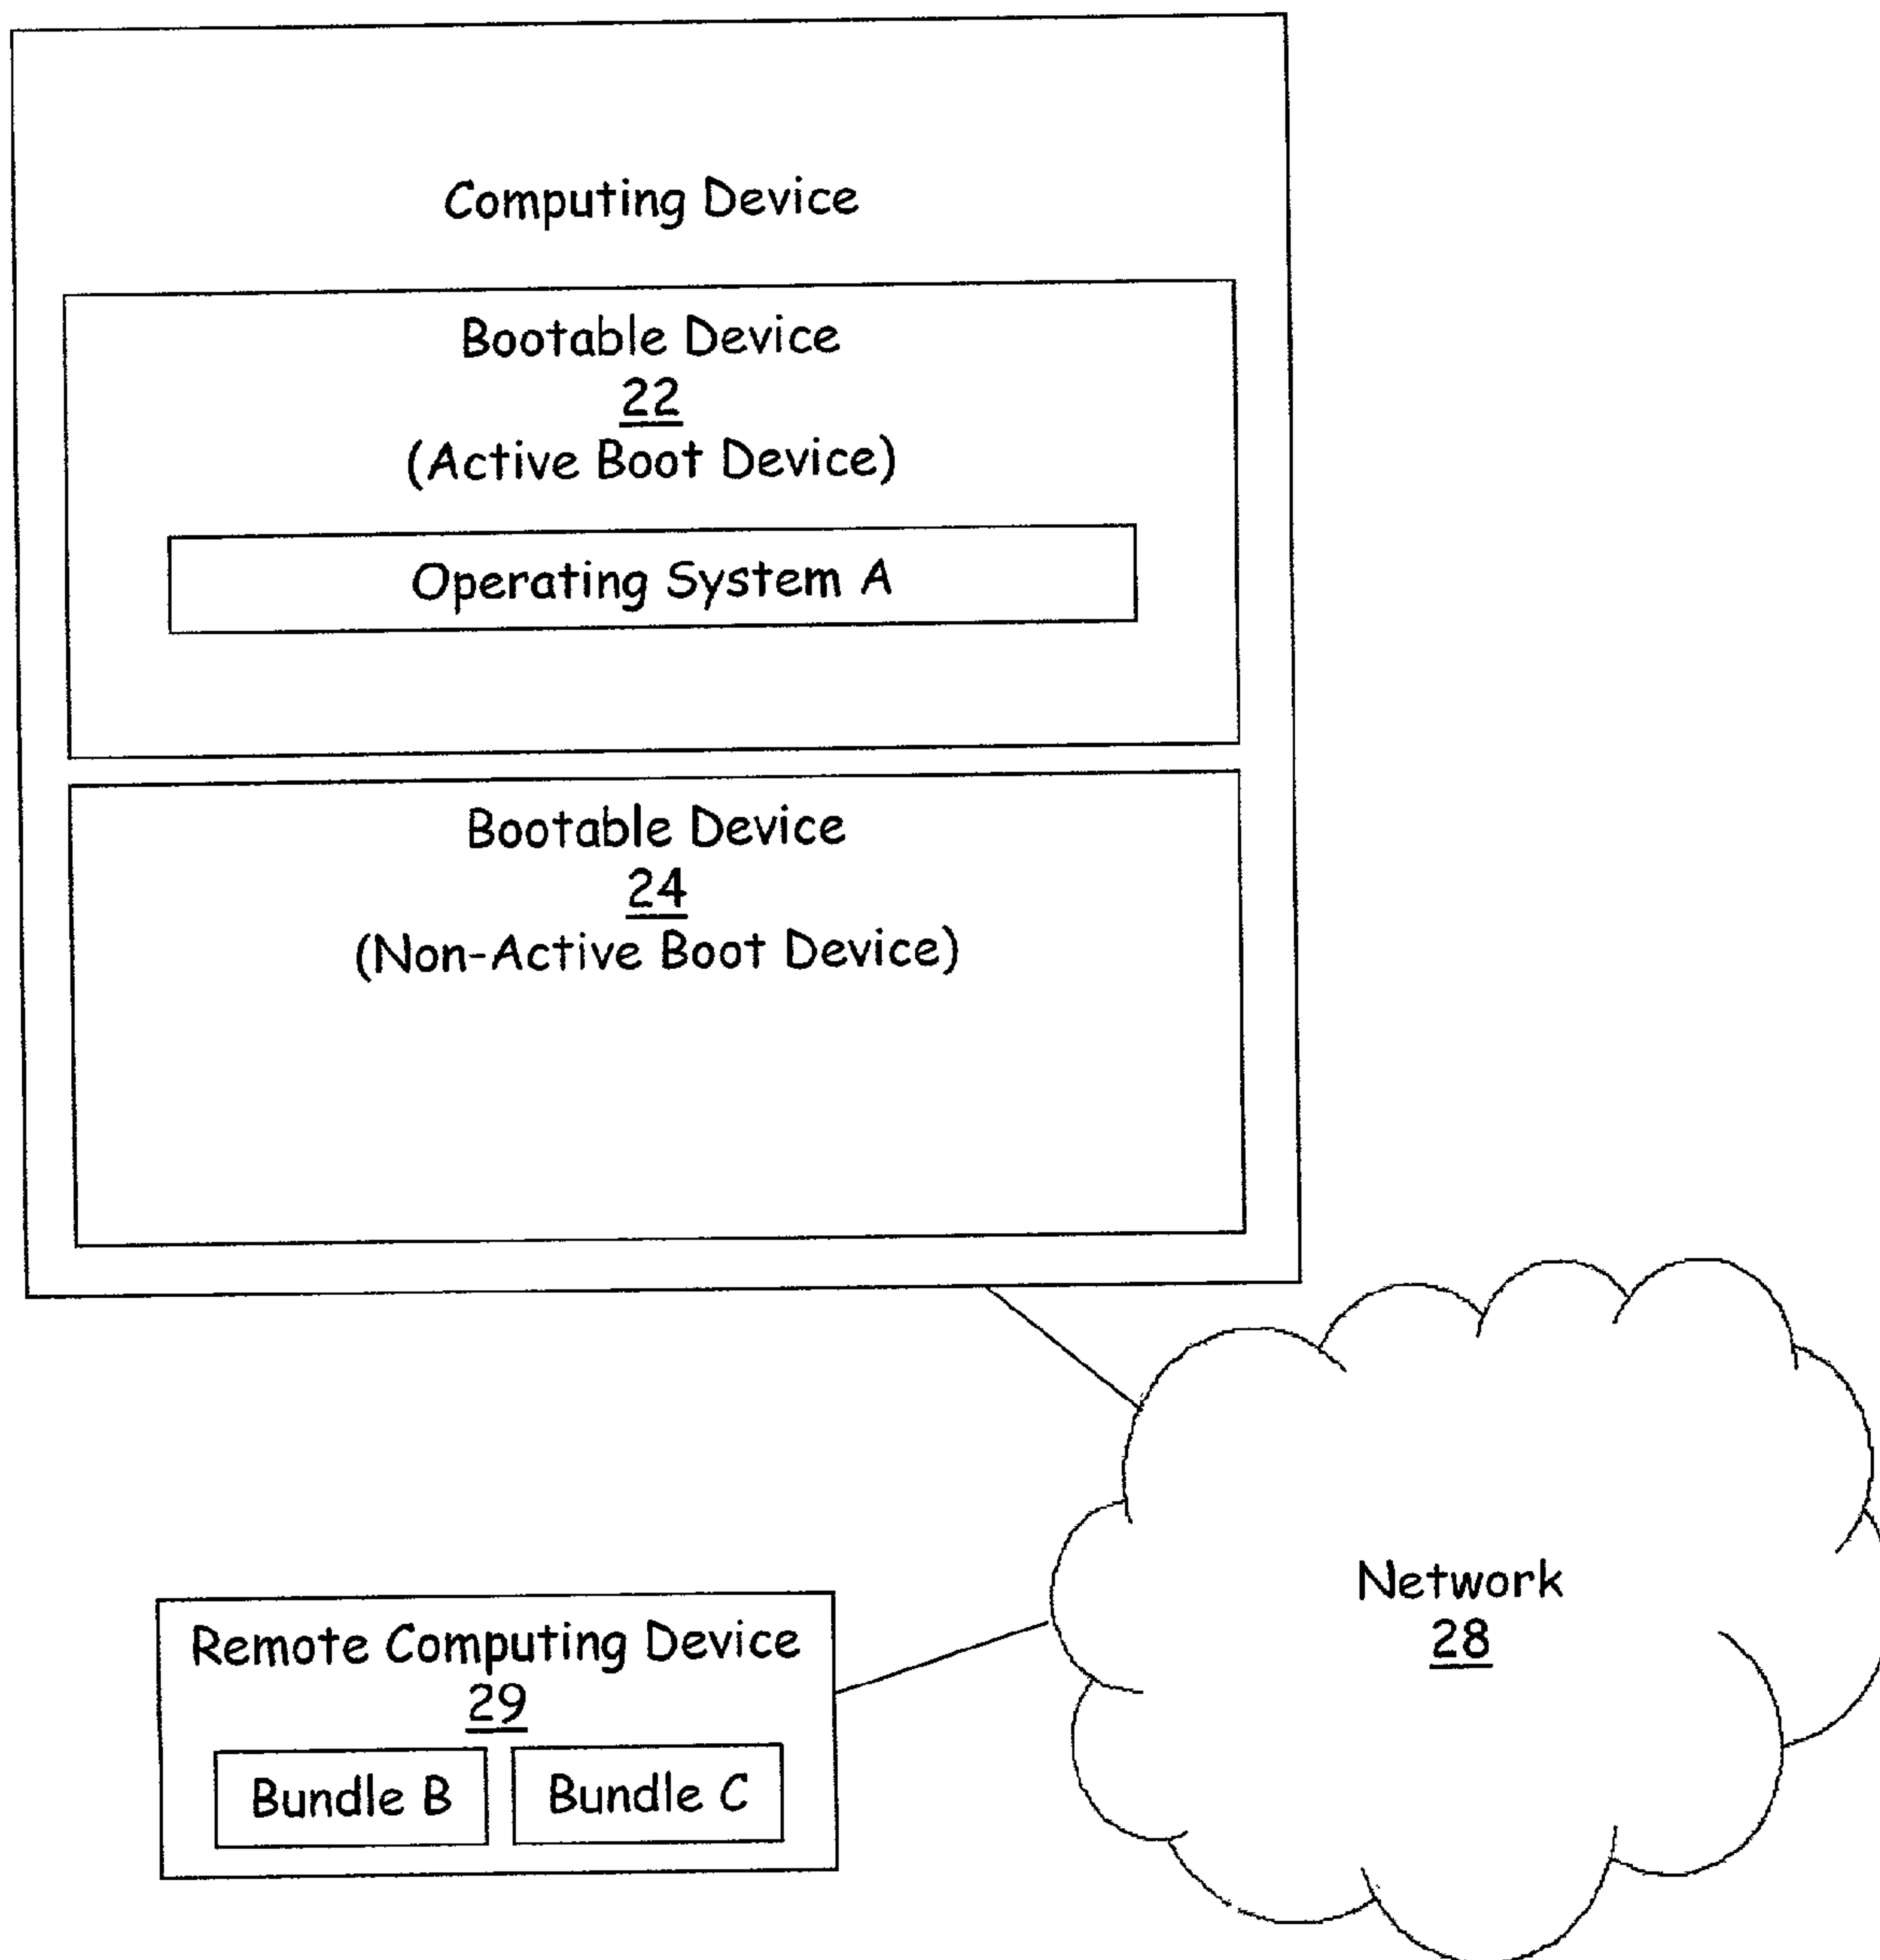 Computing Device
Bootable Device
22
(Active Boot Device)
Operating System A
Bootable Device
24
(Non-Active Boot Device)
Network
28
Remote Computing Device
29
Bundle B
Bundle C